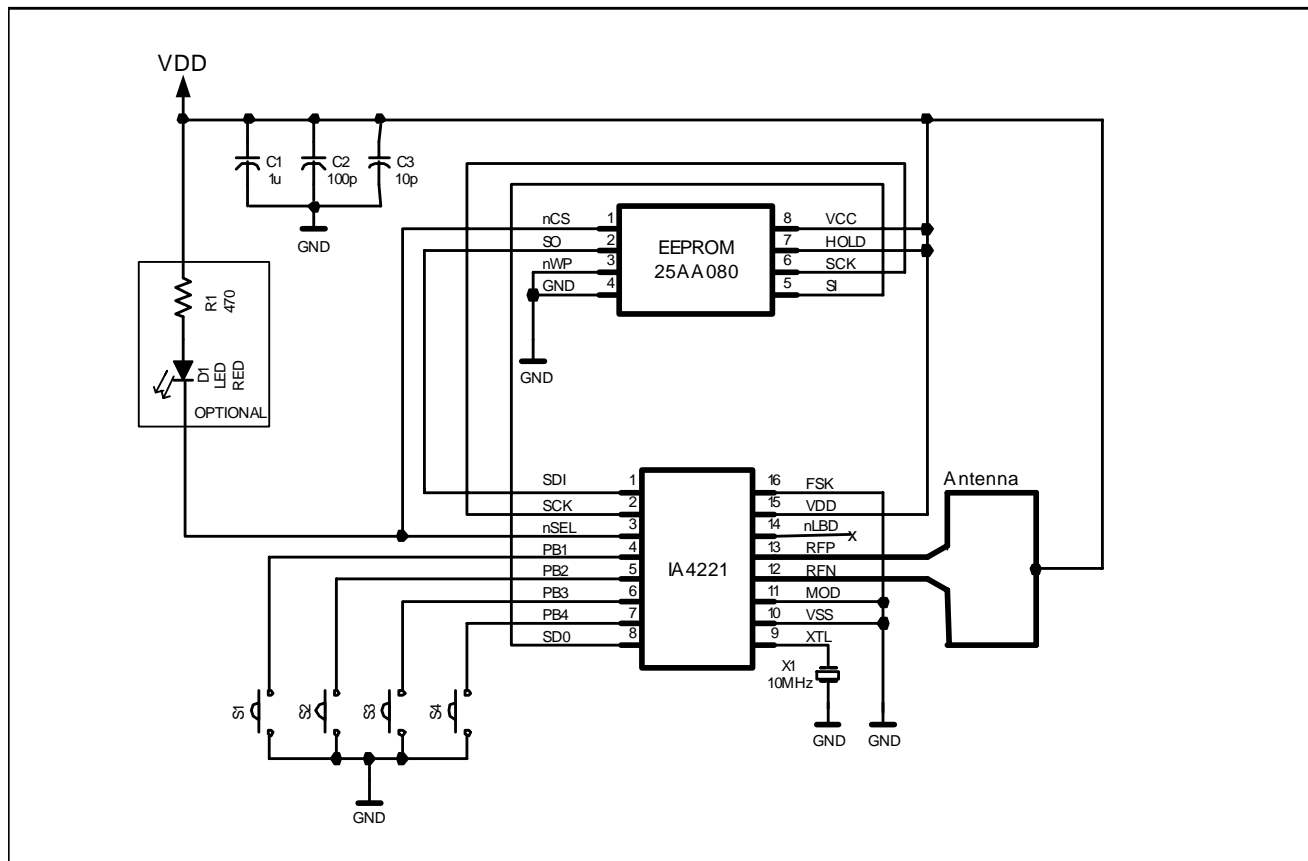 VDD
C1
1u
C2
100p
C3
10p
GND
R1
470
D1
LED
RED
OPTIONAL
nCS
1
SO
2
nWP
3
GND
4
EEPROM
25AA080
8
VCC
7
HOLD
6
SCK
5
SI
GND
SDI
1
SCK
2
nSEL
3
PB1
4
PB2
5
PB3
6
PB4
7
SD0
8
IA4221
16
FSK
15
VDD
14
nLBD
x
13
RFP
12
RFN
11
MOD
10
VSS
9
XTL
Antenna
X1
10MHz
GND
GND
S1
S2
S3
S4
GND